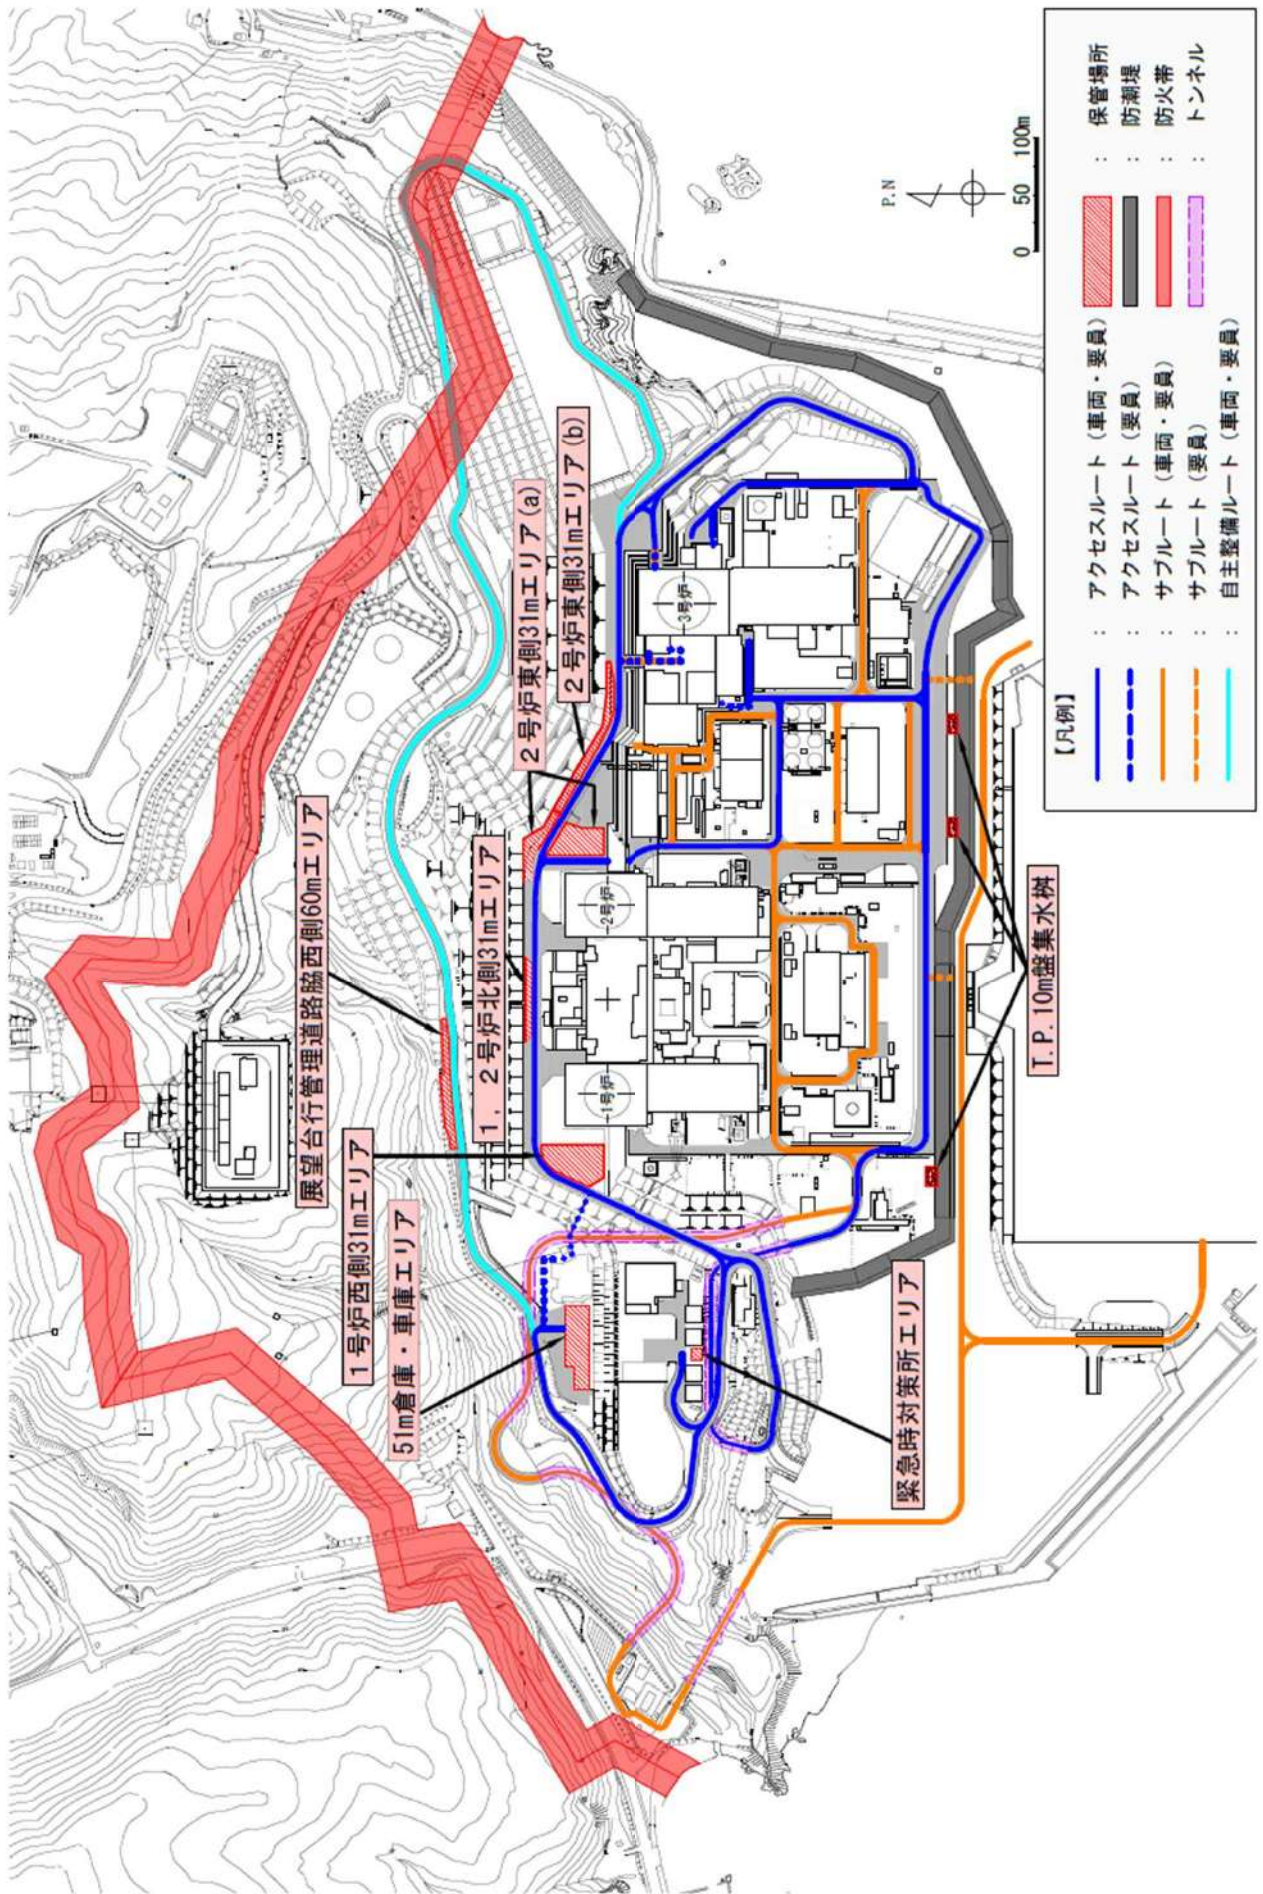 展望台行管理道路脇西側60mエリア
1号炉西側31mエリア
51m倉庫・車庫エリア
1,2号炉北側31mエリア
2号炉東側31mエリア(a)
2号炉東側31mエリア(b)
1号炉
2号炉
3号炉
緊急時対策所エリア
T.P.10m盤集水桝
P.N
0 50 100m
【凡例】
: アクセスルート(車両・要員)
: アクセスルート(要員)
: サブルート(車両・要員)
: サブルート(要員)
: 自主整備ルート(車両・要員)
: 保管場所
: 防潮堤
: 防火帯
: トンネル